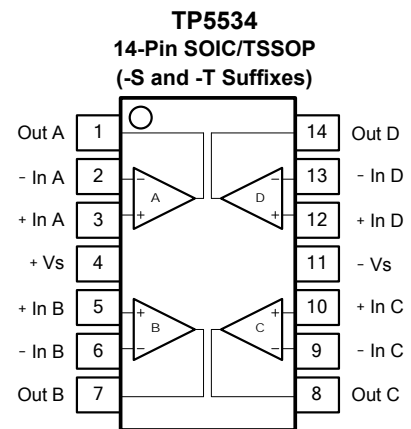 TP5534
14-Pin SOIC/TSSOP
(-S and -T Suffixes)
Out A 1 14 Out D
- In A 2 − − 13 - In D
A D
+ In A 3 + + 12 + In D
+ Vs 4 11 - Vs
+ In B 5 + + 10 + In C
B C
- In B 6 − − 9 - In C
Out B 7 8 Out C